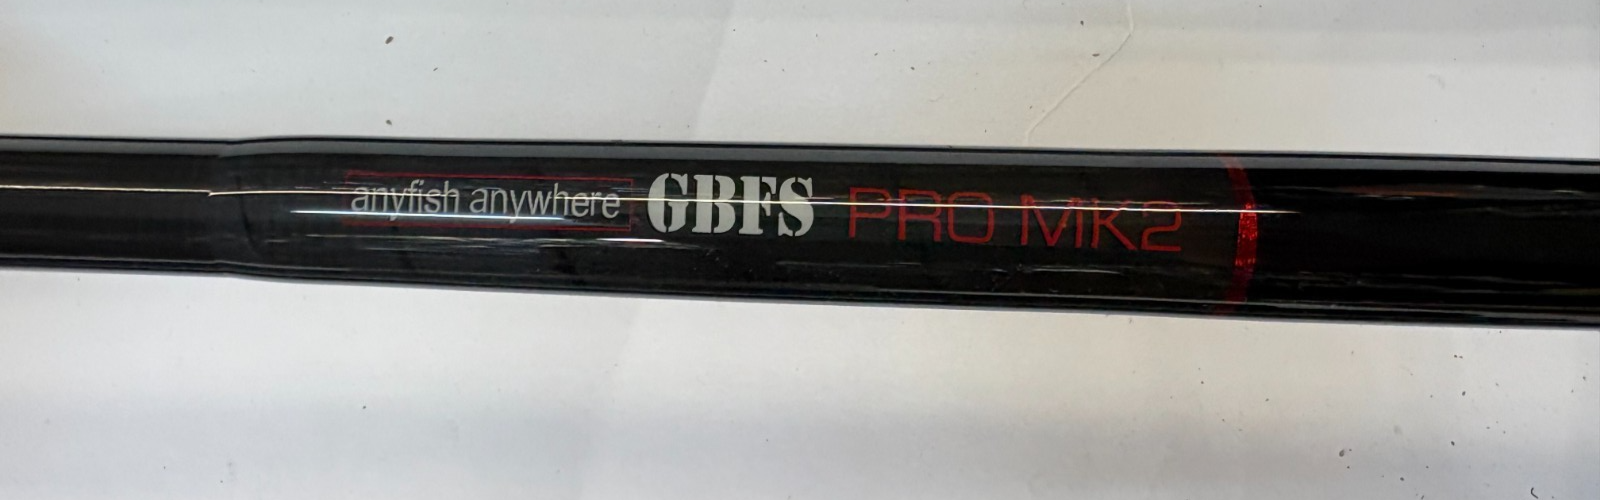 anyfish anywhere GBFS PRO MK2